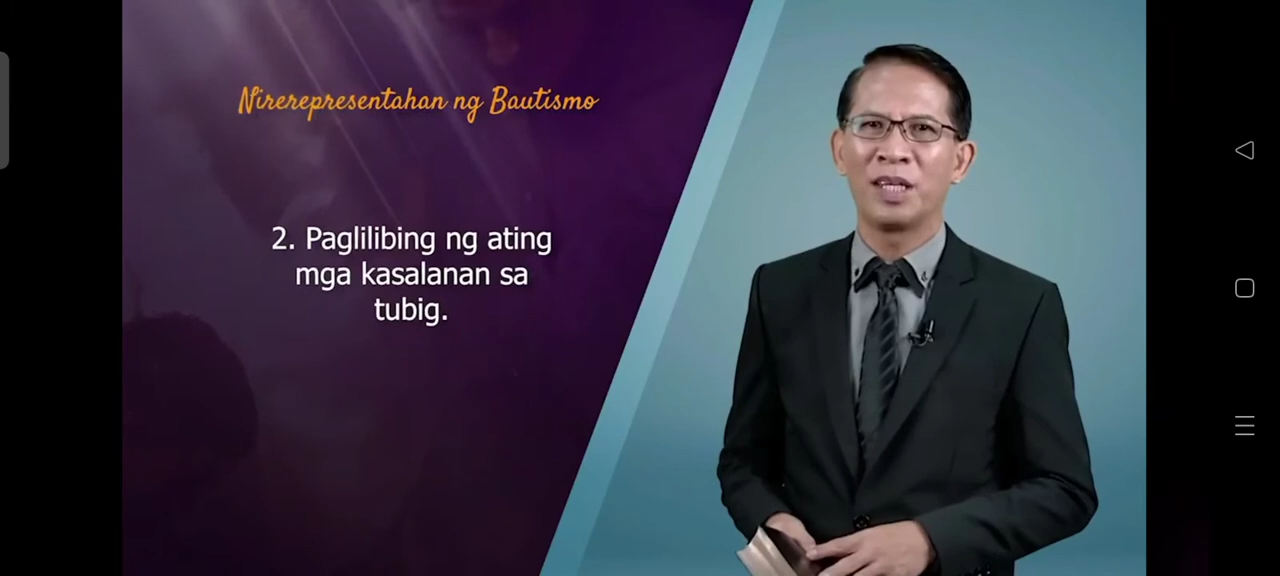 Nirerepresentahan ng Bautismo
2. Paglilibing ng ating
mga kasalanan sa
tubig.